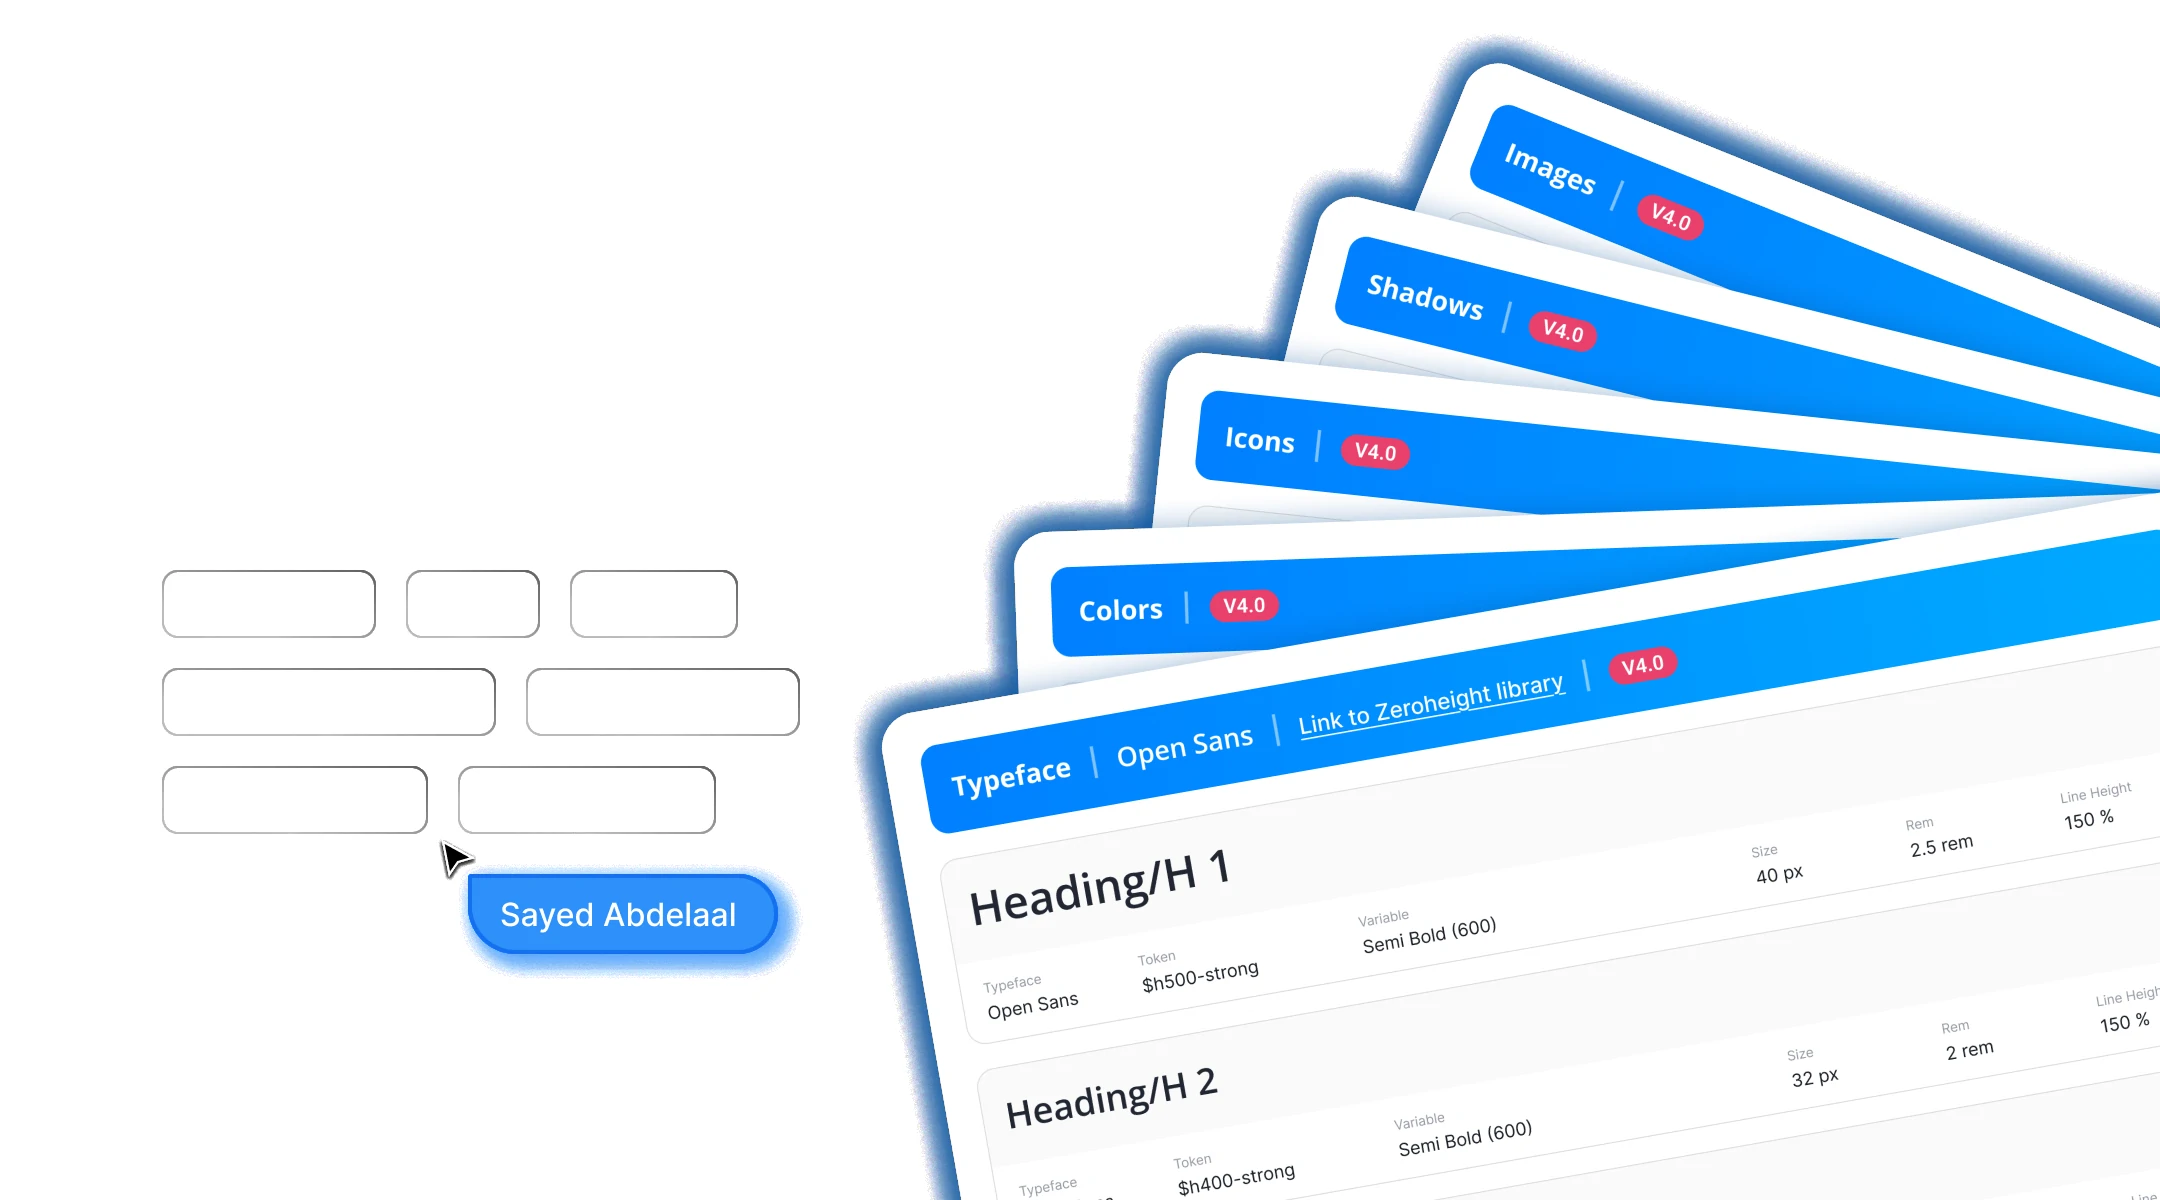 Images | V4.0
Shadows | V4.0
Icons | V4.0
Colors | V4.0
Typeface | Open Sans | Link to Zeroheight library | V4.0
Heading/H 1
Typeface Token Variable Size Rem Line Height
Open Sans $h500-strong Semi Bold (600) 40 px 2.5 rem 150 %
Heading/H 2
Typeface Token Variable Size Rem Line Heigh
$h400-strong Semi Bold (600) 32 px 2 rem 150 %
Line
Sayed Abdelaal